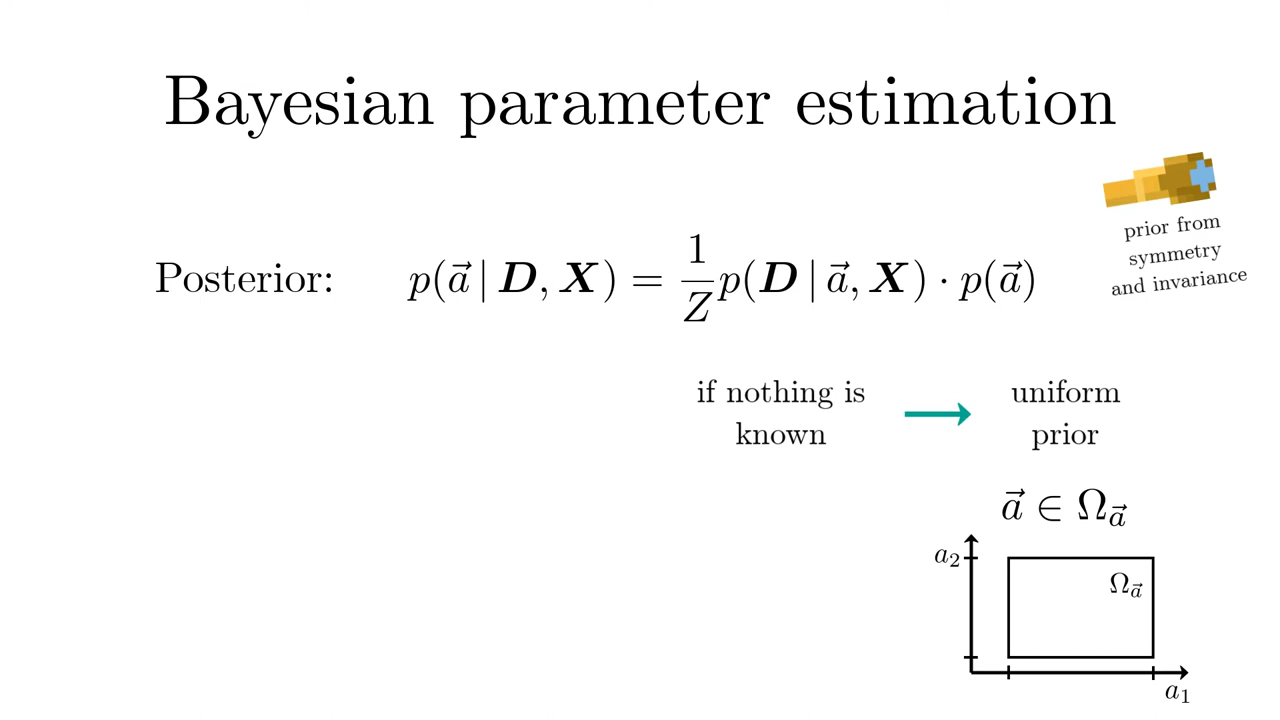 Bayesian parameter estimation
prior from
symmetry
and invariance
Posterior: p(a⃗ | D, X) = 1/Z p(D | a⃗, X) · p(a⃗)
if nothing is
known
→
uniform
prior
a⃗ ∈ Ω_a⃗
a₂
Ω_a⃗
a₁